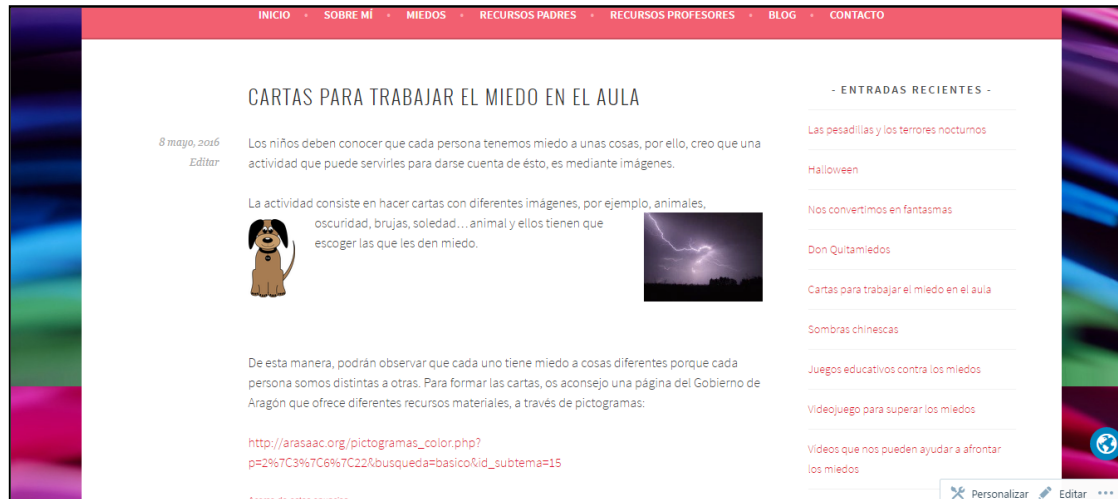 INICIO SOBRE MÍ MIEDOS RECURSOS PADRES RECURSOS PROFESORES BLOG CONTACTO
CARTAS PARA TRABAJAR EL MIEDO EN EL AULA
8 mayo, 2016
Editar
Los niños deben conocer que cada persona tenemos miedo a unas cosas, por ello, creo que una
actividad que puede servirles para darse cuenta de ésto, es mediante imágenes.
La actividad consiste en hacer cartas con diferentes imágenes, por ejemplo, animales,
oscuridad, brujas, soledad…animal y ellos tienen que
escoger las que les den miedo.
De esta manera, podrán observar que cada uno tiene miedo a cosas diferentes porque cada
persona somos distintas a otras. Para formar las cartas, os aconsejo una página del Gobierno de
Aragón que ofrece diferentes recursos materiales, a través de pictogramas:
http://arasaac.org/pictogramas_color.php?
p=2%7C3%7C6%7C22&busqueda=basico&id_subtema=15
- ENTRADAS RECIENTES -
Las pesadillas y los terrores nocturnos
Halloween
Nos convertimos en fantasmas
Don Quitamiedos
Cartas para trabajar el miedo en el aula
Sombras chinescas
Juegos educativos contra los miedos
Videojuego para superar los miedos
Videos que nos pueden ayudar a afrontar
los miedos
Personalizar Editar